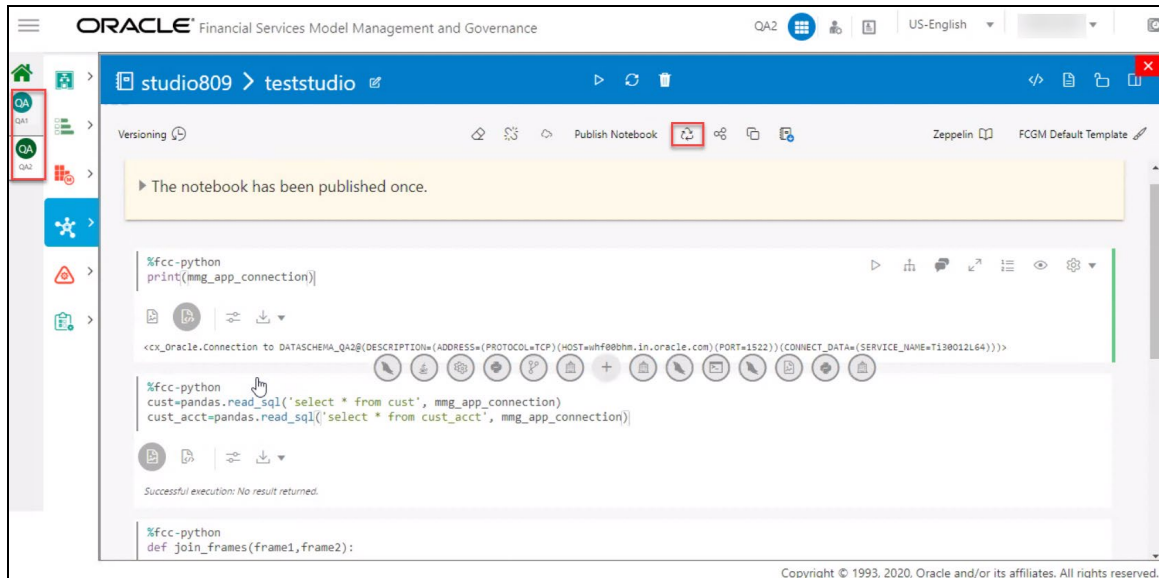 ORACLE® Financial Services Model Management and Governance
QA2
US-English
QA
QA1
QA
QA2
studio809 > teststudio
Versioning
Publish Notebook
Zeppelin
FCGM Default Template
The notebook has been published once.
%fcc-python
print(mmg_app_connection)
<cx_Oracle.Connection to DATASCHEMA_QA2@(DESCRIPTION=(ADDRESS=(PROTOCOL=TCP)(HOST=whf00bhm.in.oracle.com)(PORT=1522))(CONNECT_DATA=(SERVICE_NAME=Ti30O12L64)))>
%fcc-python
cust=pandas.read_sql('select * from cust', mmg_app_connection)
cust_acct=pandas.read_sql('select * from cust_acct', mmg_app_connection)
Successful execution: No result returned.
%fcc-python
def join_frames(frame1,frame2):
Copyright © 1993, 2020, Oracle and/or its affiliates. All rights reserved.